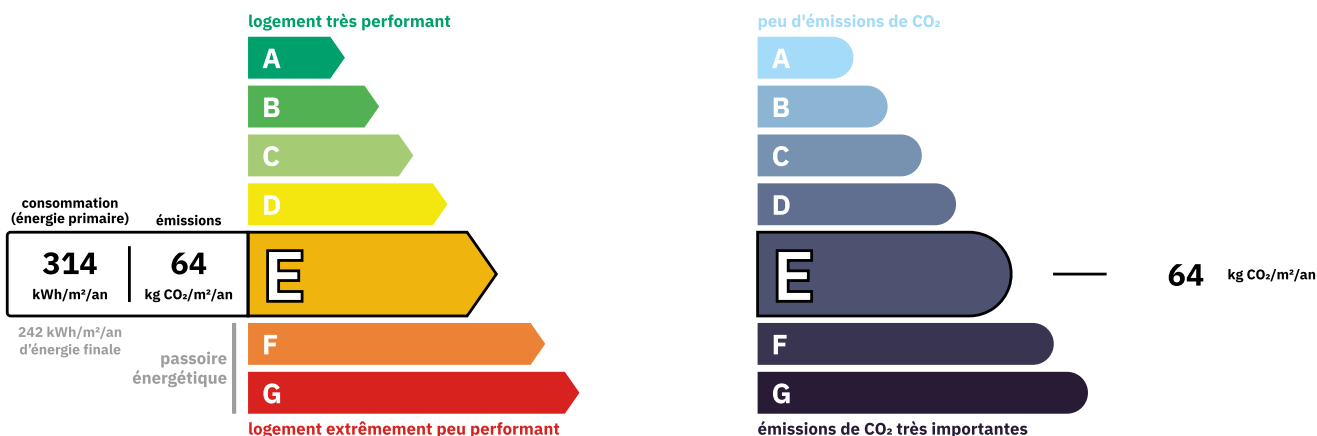 logement très performant
A
B
C
D
consommation
(énergie primaire)
émissions
314
kWh/m²/an
64
kg CO₂/m²/an
E
242 kWh/m²/an
d'énergie finale
passoire
énergétique
F
G
logement extrêmement peu performant
peu d'émissions de CO₂
A
B
C
D
E
64 kg CO₂/m²/an
F
G
émissions de CO₂ très importantes